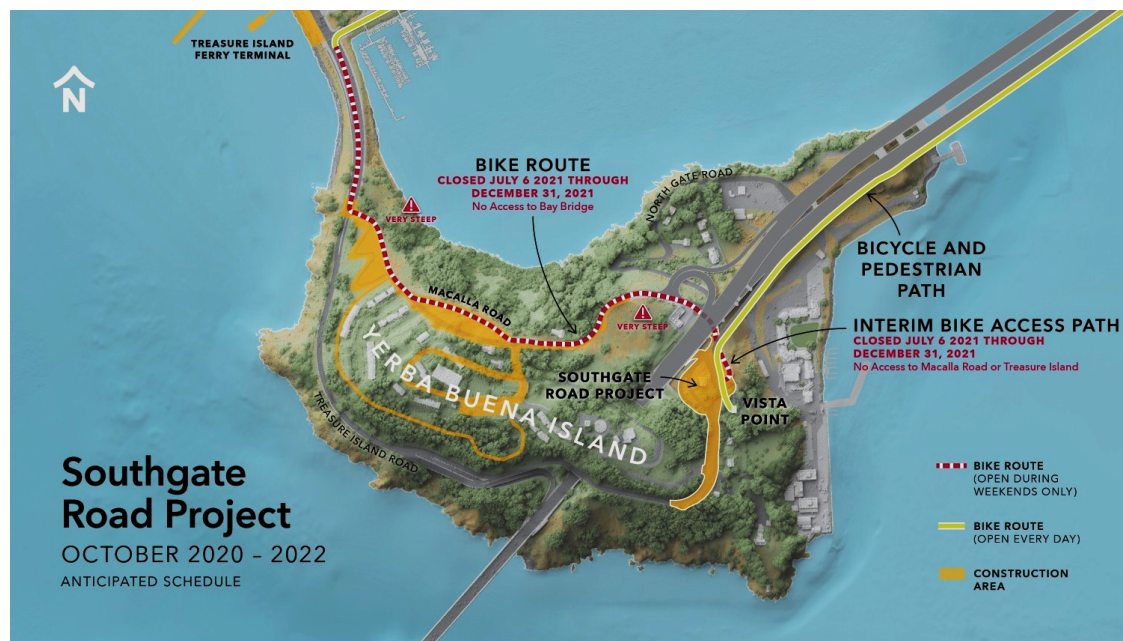 TREASURE ISLAND
FERRY TERMINAL
N
BIKE ROUTE
CLOSED JULY 6 2021 THROUGH
DECEMBER 31, 2021
No Access to Bay Bridge
NORTH GATE ROAD
VERY STEEP
BICYCLE AND
PEDESTRIAN
PATH
MACALLA ROAD
VERY STEEP
INTERIM BIKE ACCESS PATH
CLOSED JULY 6 2021 THROUGH
DECEMBER 31, 2021
No Access to Macalla Road or Treasure Island
YERBA BUENA ISLAND
SOUTHGATE
ROAD PROJECT
VISTA
POINT
TREASURE ISLAND ROAD
Southgate
Road Project
OCTOBER 2020 – 2022
ANTICIPATED SCHEDULE
BIKE ROUTE
(OPEN DURING
WEEKENDS ONLY)
BIKE ROUTE
(OPEN EVERY DAY)
CONSTRUCTION
AREA